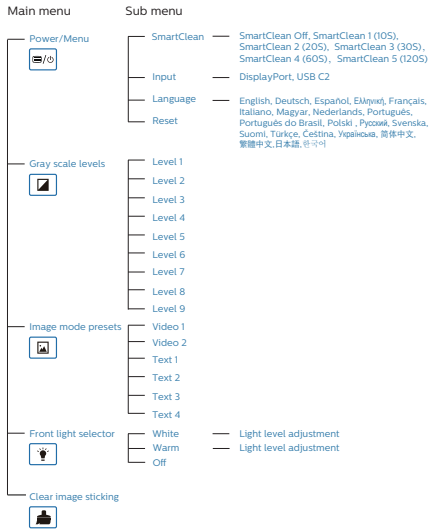 Main menu
Sub menu
Power/Menu
SmartClean
SmartClean Off, SmartClean 1 (10S),
SmartClean 2 (20S), SmartClean 3 (30S),
SmartClean 4 (60S), SmartClean 5 (120S)
Input
DisplayPort, USB C2
Language
English, Deutsch, Español, Ελληνική, Français,
Italiano, Magyar, Nederlands, Português,
Português do Brasil, Polski , Русский, Svenska,
Suomi, Türkçe, Čeština, Українська, 简体中文,
繁體中文,日本語,한국어
Reset
Gray scale levels
Level 1
Level 2
Level 3
Level 4
Level 5
Level 6
Level 7
Level 8
Level 9
Image mode presets
Video 1
Video 2
Text 1
Text 2
Text 3
Text 4
Front light selector
White
Light level adjustment
Warm
Light level adjustment
Off
Clear image sticking